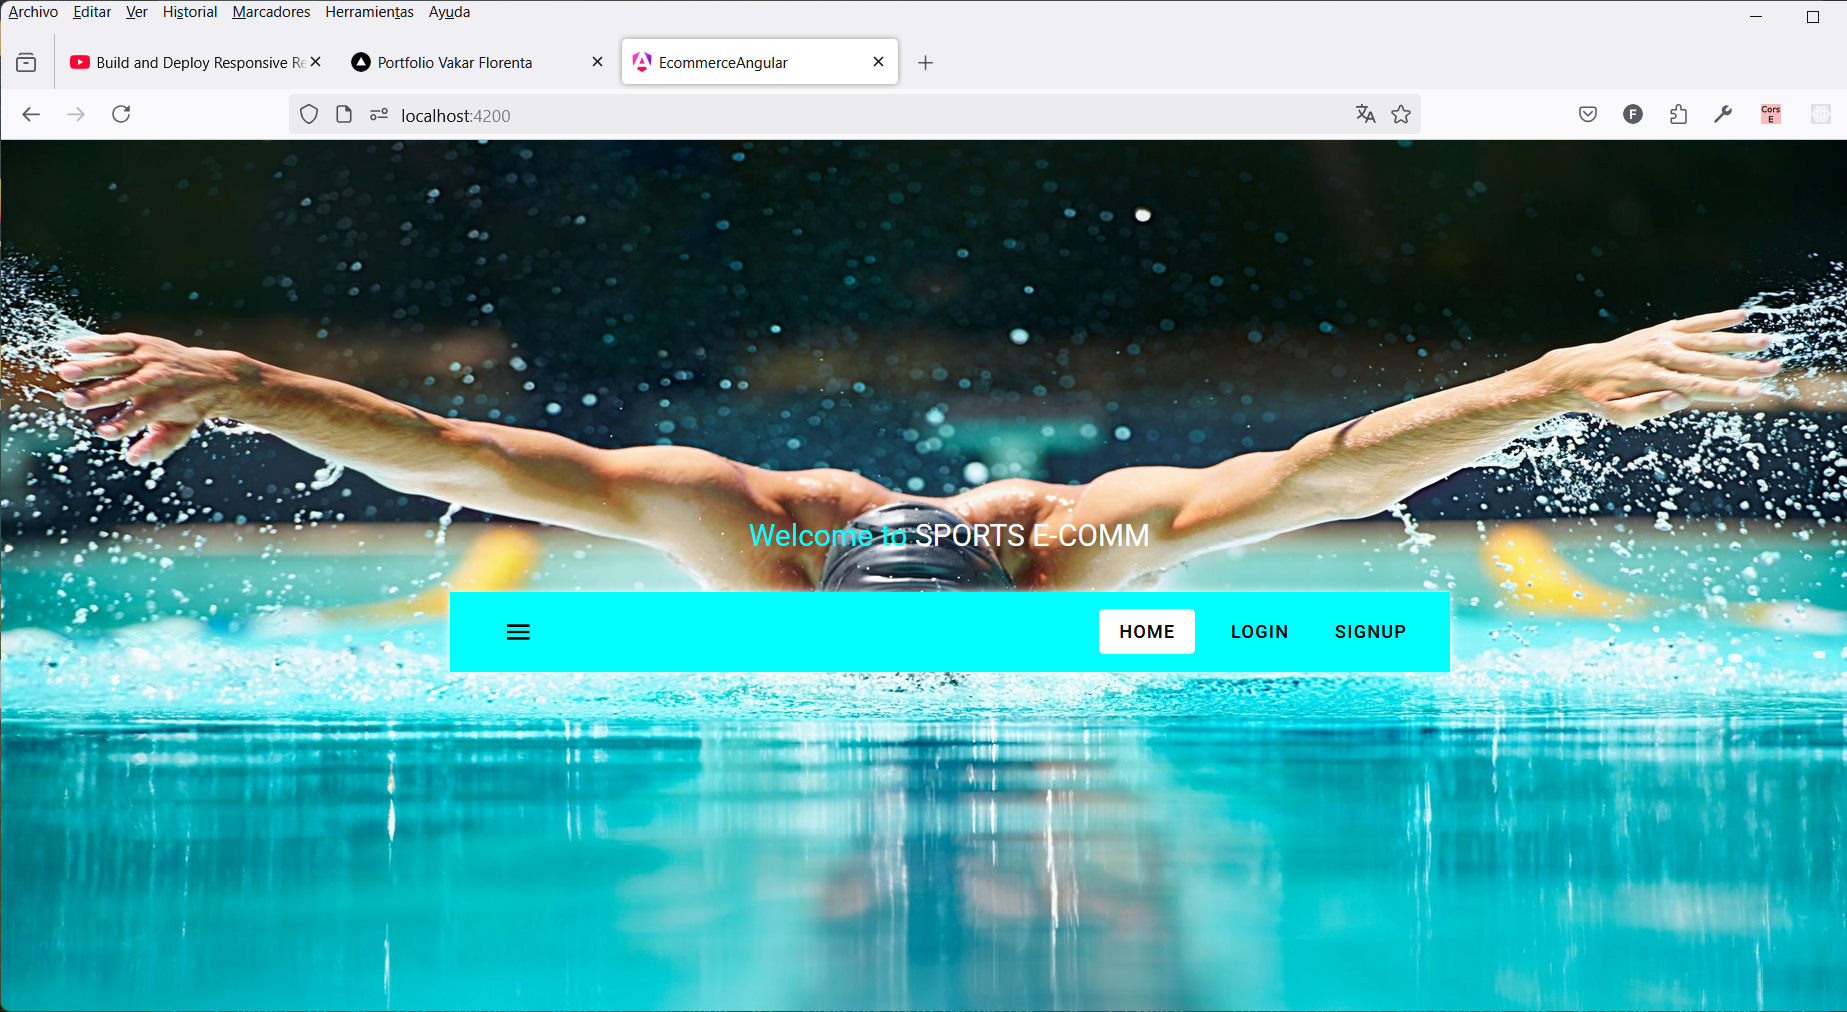 Archivo Editar Ver Historial Marcadores Herramientas Ayuda
Build and Deploy Responsive Re
Portfolio Vakar Florenta
EcommerceAngular
localhost:4200
F
Cors
E
Welcome to SPORTS E-COMM
HOME LOGIN SIGNUP